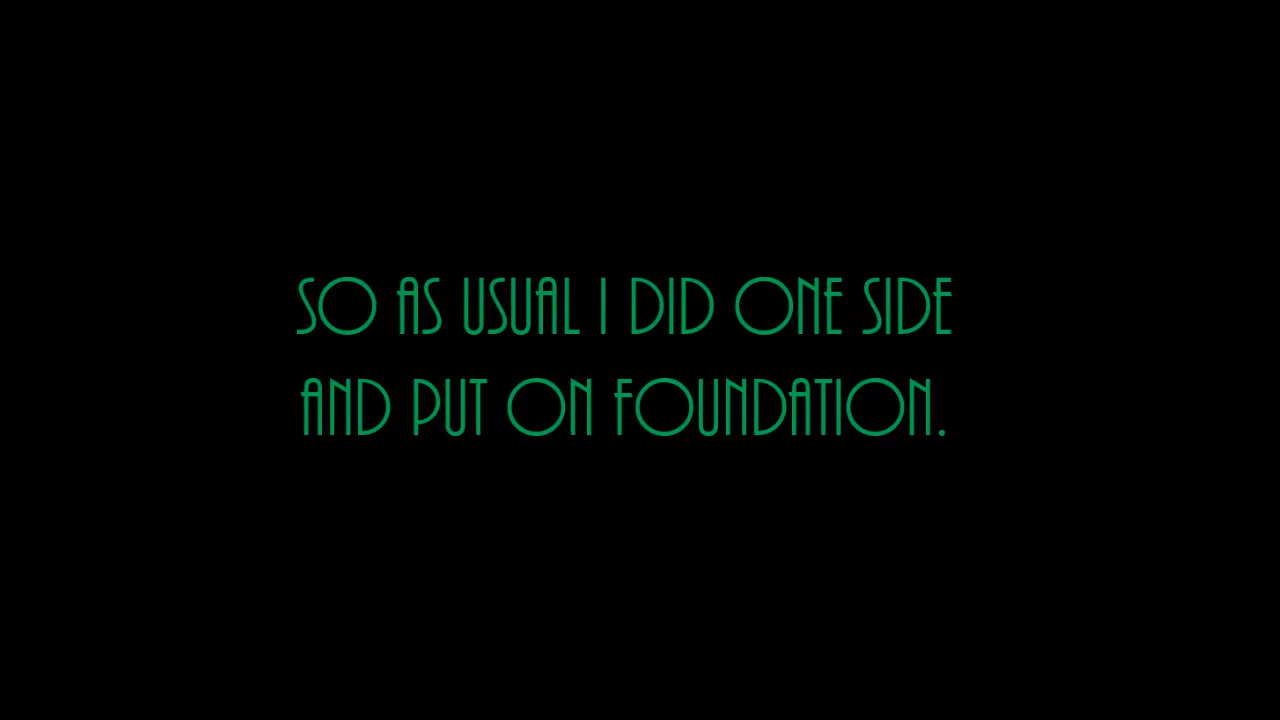 SO AS USUAL I DID ONE SIDE
AND PUT ON FOUNDATION.